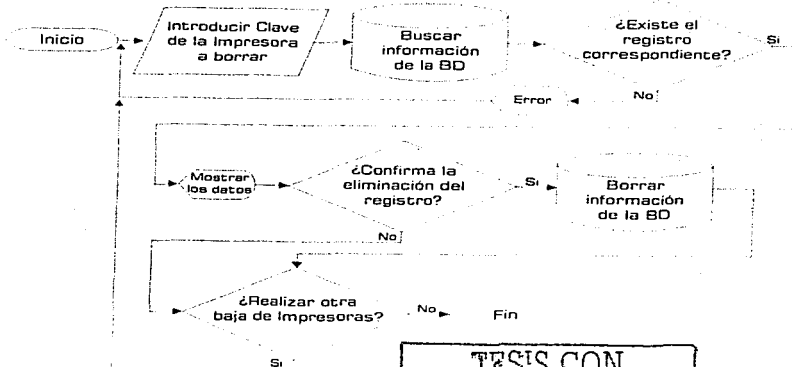 Inicio
Introducir Clave
de la Impresora
a borrar
Buscar
información
de la BD
¿Existe el
registro
correspondiente?
Si
No
Error
Mostrar
los datos
¿Confirma la
eliminación del
registro?
Si
Borrar
información
de la BD
No
¿Realizar otra
baja de Impresoras?
No
Fin
Si
TESIS CON